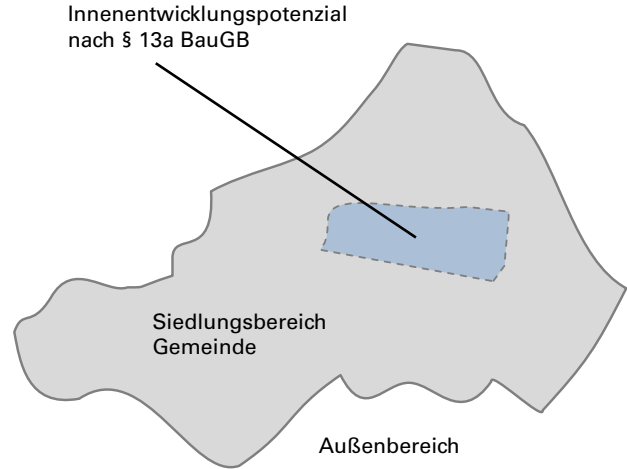 Innenentwicklungspotenzial
nach § 13a BauGB
Siedlungsbereich
Gemeinde
Außenbereich